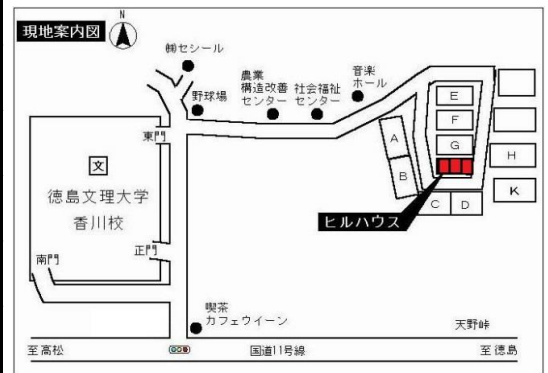 現地案内図
N
㈱セシール
農業
構造改善
センター
社会福祉
センター
音楽
ホール
野球場
東門
文
徳島文理大学
香川校
正門
南門
A
B
C
D
E
F
G
H
K
ヒルハウス
喫茶
カフェウイーン
天野峠
至高松
国道11号線
至徳島